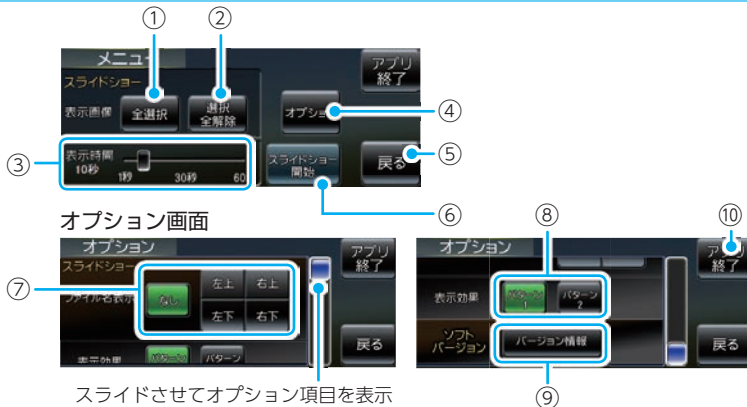 ① ②
メニュー
スライドショー
表示画像 全選択 選択全解除 オプション アプリ終了
④
③ 表示時間 10秒 1秒 30秒 60 スライドショー開始 戻る ⑤
⑥
オプション画面
⑧ ⑩
オプション アプリ終了
スライドショー
⑦ ファイル名表示 なし 左上 右上
左下 右下
表示効果 パターン パターン 戻る
スライドさせてオプション項目を表示
オプション アプリ終了
表示効果 パターン1 パターン2
ソフトバージョン バージョン情報 戻る
⑨